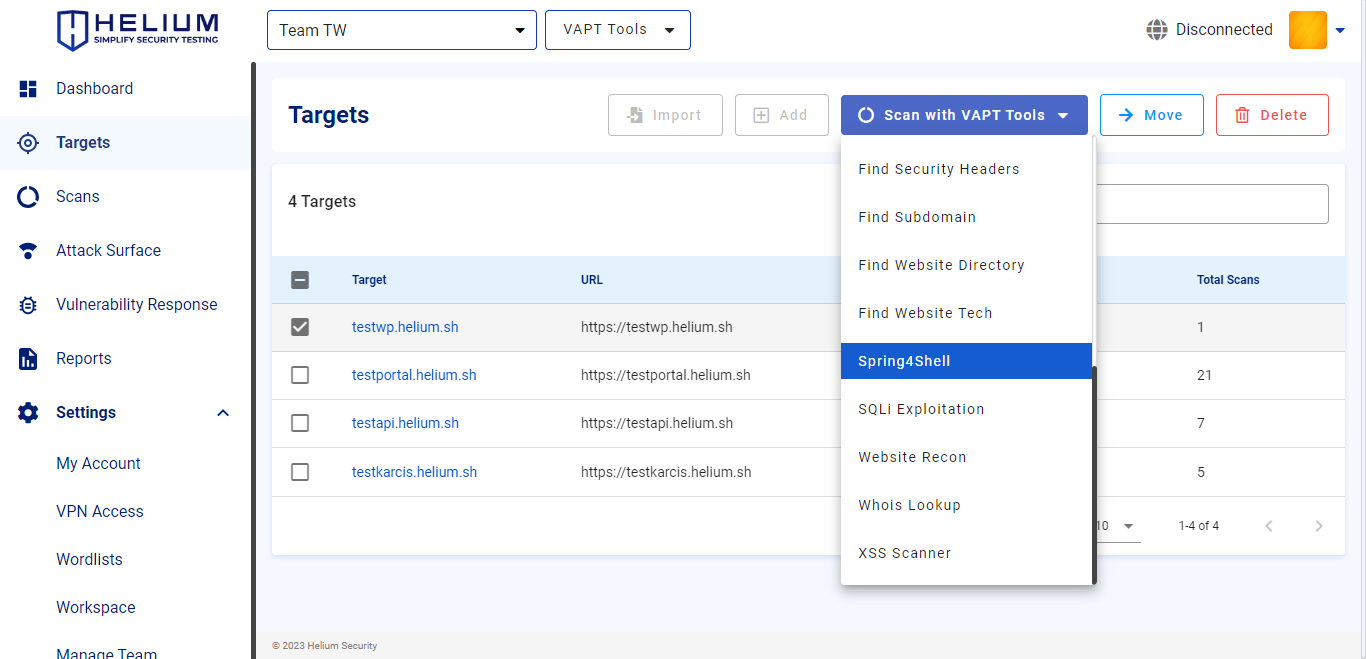 HELIUM
SIMPLIFY SECURITY TESTING
Team TW
VAPT Tools
Disconnected
Dashboard
Targets
Scans
Attack Surface
Vulnerability Response
Reports
Settings
My Account
VPN Access
Wordlists
Workspace
Manage Team
Targets
Import
Add
Scan with VAPT Tools
Move
Delete
Find Security Headers
Find Subdomain
Find Website Directory
Find Website Tech
Spring4Shell
SQLi Exploitation
Website Recon
Whois Lookup
XSS Scanner
4 Targets
Target URL Total Scans
testwp.helium.sh https://testwp.helium.sh 1
testportal.helium.sh https://testportal.helium.sh 21
testapi.helium.sh https://testapi.helium.sh 7
testkarcis.helium.sh https://testkarcis.helium.sh 5
10 1-4 of 4
© 2023 Helium Security